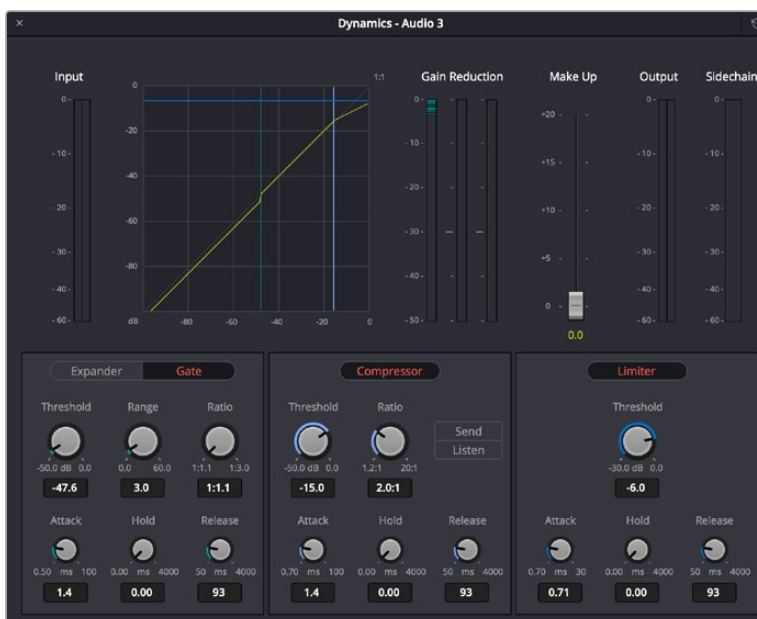 × Dynamics - Audio 3
Input 1:1 Gain Reduction Make Up Output Sidechain
0 - 0 0 - +20 - 0 - 0 -
- 10 - -20 - 10 - +15 - - 10 - - 10 -
- 20 - -40 - 20 - +10 - - 20 - - 20 -
- 30 - -60 - 30 - +5 - - 30 - - 30 -
- 40 - -80 - 40 - 0 - - 40 - - 40 -
- 60 - dB -80 -60 -40 -20 0 - 50 - - 60 - - 60 -
0.0
Expander Gate Compressor Limiter
Threshold Range Ratio Threshold Ratio Threshold
Send
Listen
-50.0 dB 0.0 0.0 60.0 1:1.1 1:3.0 -50.0 dB 0.0 1.2:1 20:1 -30.0 dB 0.0
-47.6 3.0 1:1.1 -15.0 2.0:1 -6.0
Attack Hold Release Attack Hold Release Attack Hold Release
0.50 ms 100 0.00 ms 4000 50 ms 4000 0.70 ms 100 0.00 ms 4000 50 ms 4000 0.70 ms 30 0.00 ms 4000 50 ms 4000
1.4 0.00 93 1.4 0.00 93 0.71 0.00 93